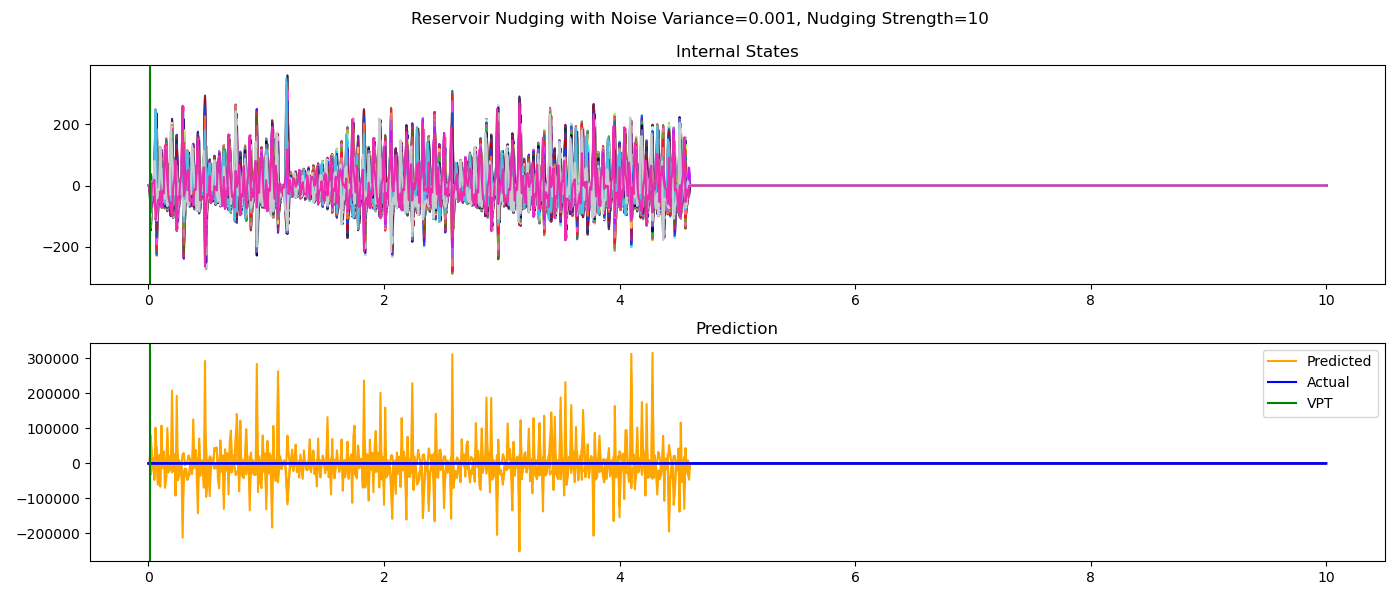 Reservoir Nudging with Noise Variance=0.001, Nudging Strength=10
Internal States
200
0
−200
0 2 4 6 8 10
Prediction
300000
200000
100000
0
−100000
−200000
Predicted
Actual
VPT
0 2 4 6 8 10